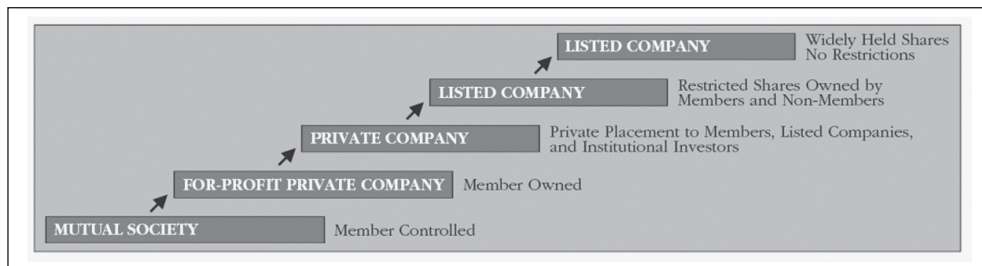 LISTED COMPANY
Widely Held Shares
No Restrictions
LISTED COMPANY
Restricted Shares Owned by
Members and Non-Members
PRIVATE COMPANY
Private Placement to Members, Listed Companies,
and Institutional Investors
FOR-PROFIT PRIVATE COMPANY
Member Owned
MUTUAL SOCIETY
Member Controlled